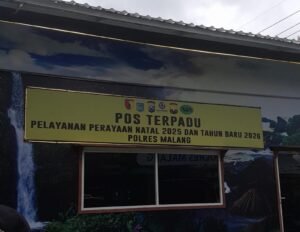 POS TERPADU
PELAYANAN PERAYAAN NATAL 2025 DAN TAHUN BARU 2026
POLRES MALANG